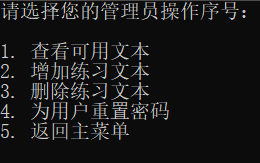 请选择您的管理员操作序号：
1. 查看可用文本
2. 增加练习文本
3. 删除练习文本
4. 为用户重置密码
5. 返回主菜单